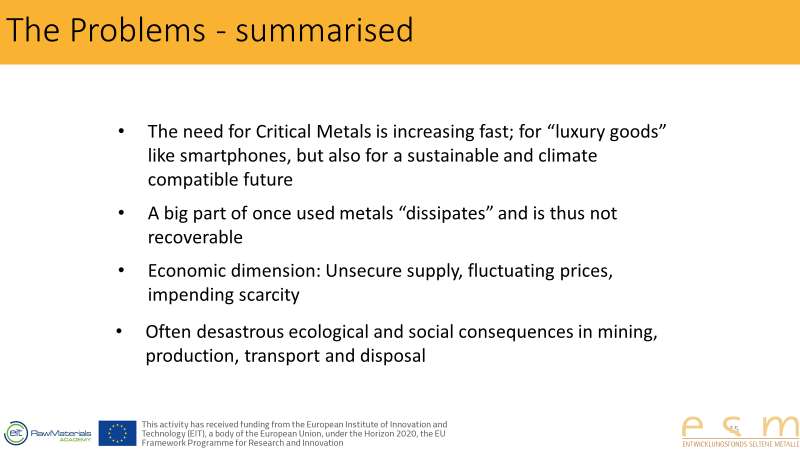 The Problems - summarised
• The need for Critical Metals is increasing fast; for “luxury goods”
like smartphones, but also for a sustainable and climate
compatible future
• A big part of once used metals “dissipates” and is thus not
recoverable
• Economic dimension: Unsecure supply, fluctuating prices,
impending scarcity
• Often desastrous ecological and social consequences in mining,
production, transport and disposal
eit RawMaterials
ACADEMY
This activity has received funding from the European Institute of Innovation and
Technology (EIT), a body of the European Union, under the Horizon 2020, the EU
Framework Programme for Research and Innovation
esm
15
ENTWICKLUNGSFONDS SELTENE METALLE